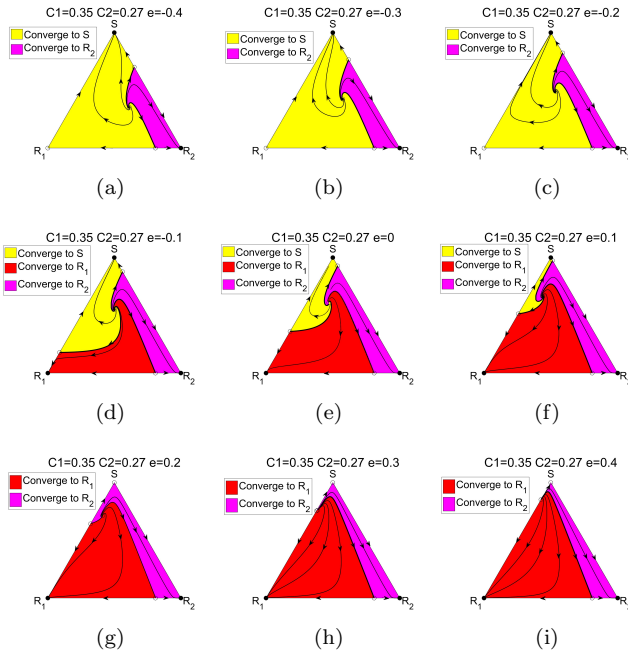 C1=0.35 C2=0.27 e=-0.4
S
Converge to S
Converge to R2
R1
R2
(a)
C1=0.35 C2=0.27 e=-0.3
S
Converge to S
Converge to R2
R1
R2
(b)
C1=0.35 C2=0.27 e=-0.2
S
Converge to S
Converge to R2
R1
R2
(c)
C1=0.35 C2=0.27 e=-0.1
S
Converge to S
Converge to R1
Converge to R2
R1
R2
(d)
C1=0.35 C2=0.27 e=0
S
Converge to S
Converge to R1
Converge to R2
R1
R2
(e)
C1=0.35 C2=0.27 e=0.1
S
Converge to S
Converge to R1
Converge to R2
R1
R2
(f)
C1=0.35 C2=0.27 e=0.2
S
Converge to R1
Converge to R2
R1
R2
(g)
C1=0.35 C2=0.27 e=0.3
S
Converge to R1
Converge to R2
R1
R2
(h)
C1=0.35 C2=0.27 e=0.4
S
Converge to R1
Converge to R2
R1
R2
(i)